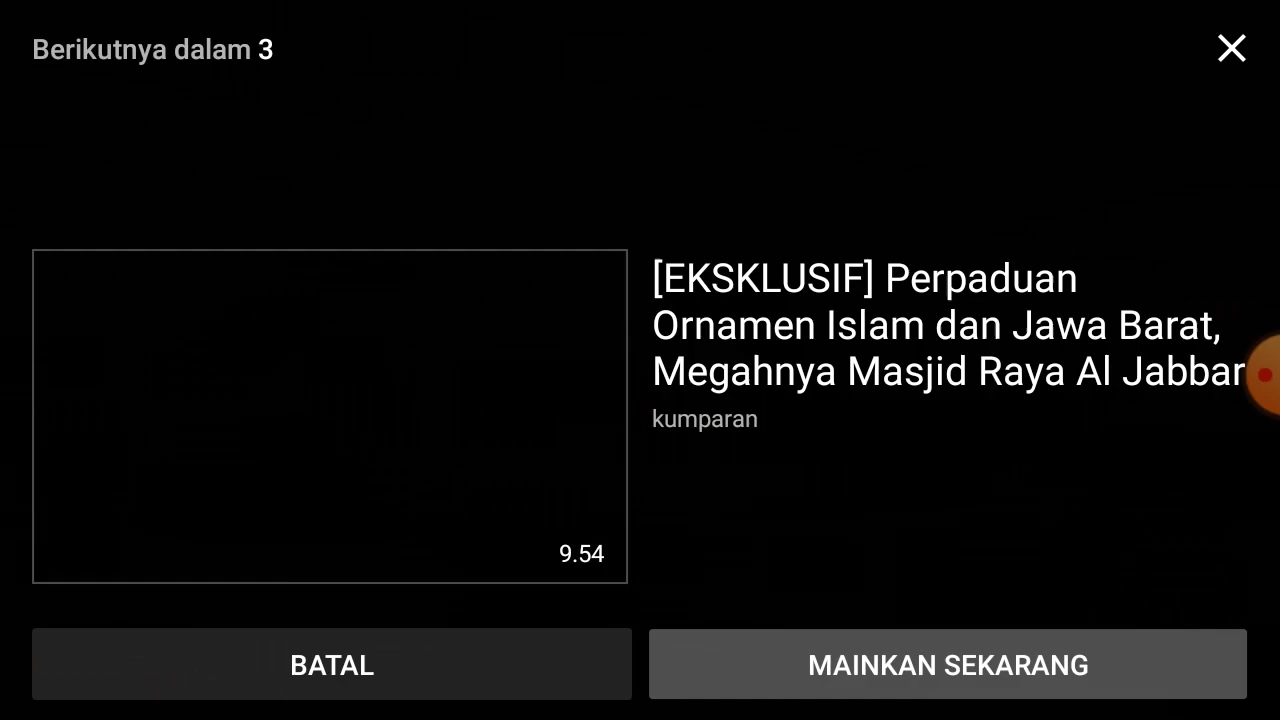 Berikutnya dalam 3
[EKSKLUSIF] Perpaduan
Ornamen Islam dan Jawa Barat,
Megahnya Masjid Raya Al Jabbar
kumparan
9.54
BATAL
MAINKAN SEKARANG